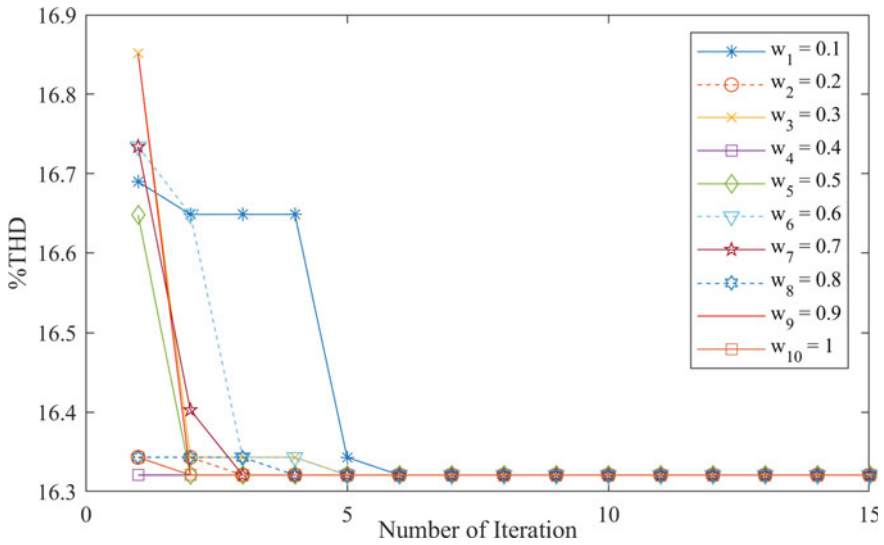 16.9
16.8
16.7
16.6
16.5
16.4
16.3
%THD
0
5
10
15
Number of Iteration
w1 = 0.1
w2 = 0.2
w3 = 0.3
w4 = 0.4
w5 = 0.5
w6 = 0.6
w7 = 0.7
w8 = 0.8
w9 = 0.9
w10 = 1